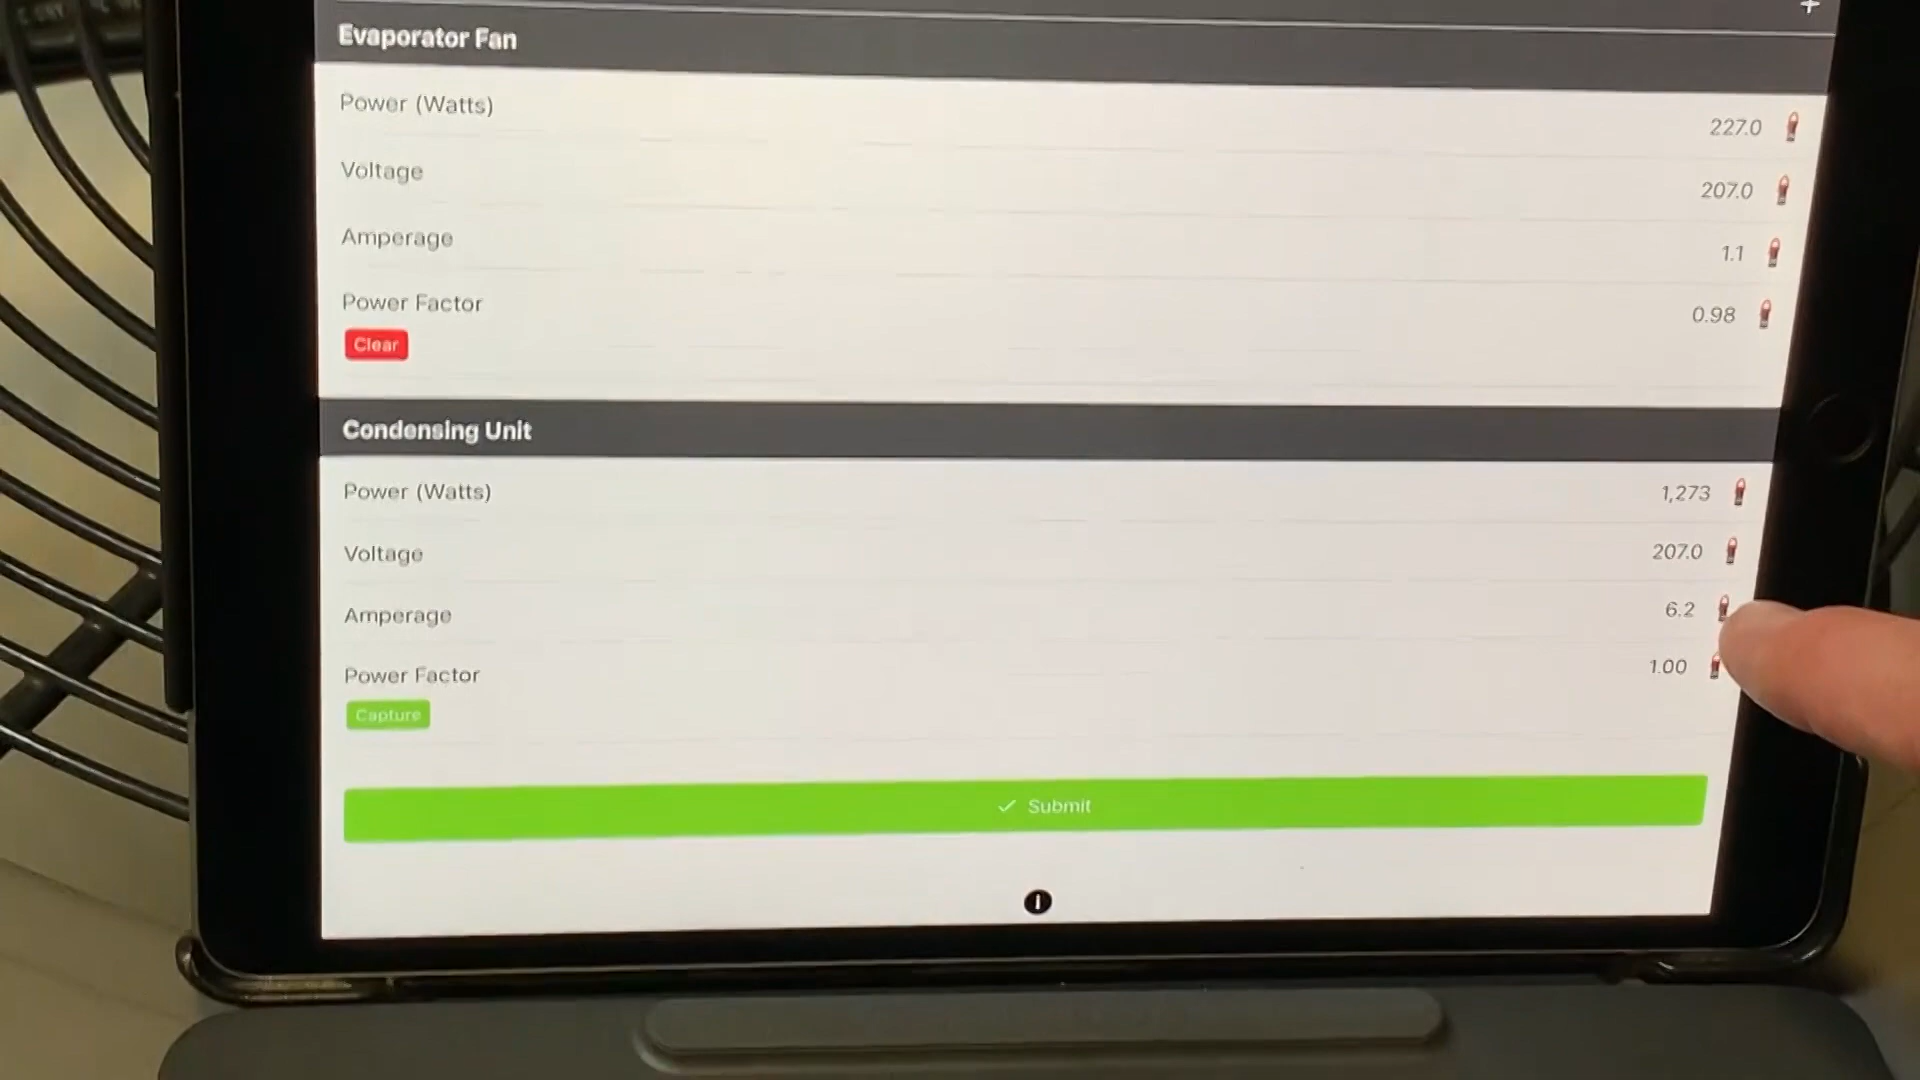 +
Evaporator Fan
Power (Watts) 227.0
Voltage 207.0
Amperage 1.1
Power Factor 0.98
Clear
Condensing Unit
Power (Watts) 1,273
Voltage 207.0
Amperage 6.2
Power Factor 1.00
Capture
✓ Submit